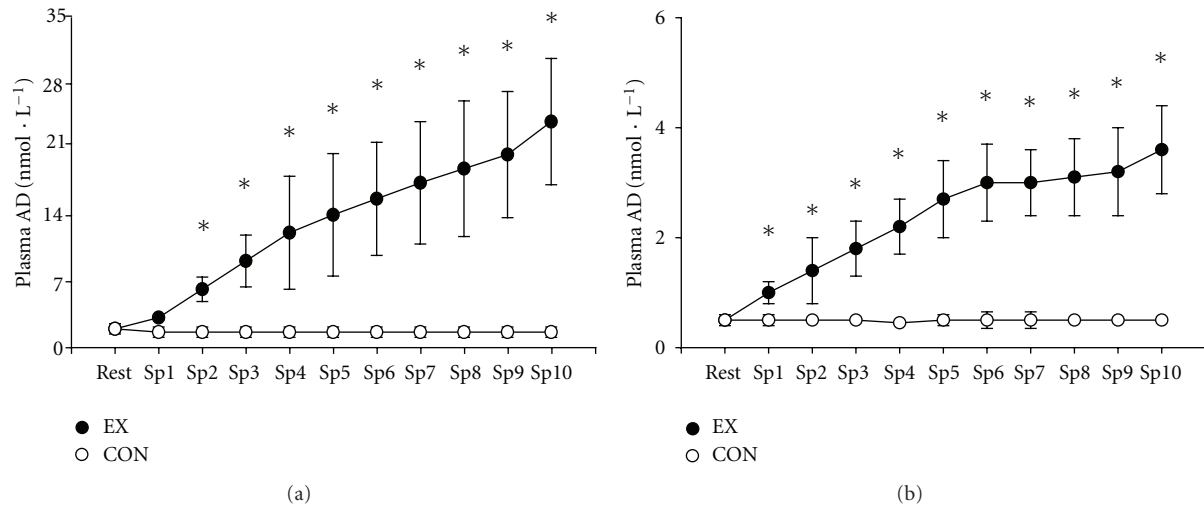 35
28
21
14
7
0
Plasma AD (nmol · L⁻¹)
* * * * * * * * *
Rest Sp1 Sp2 Sp3 Sp4 Sp5 Sp6 Sp7 Sp8 Sp9 Sp10
EX
CON
(a)
6
4
2
0
Plasma AD (nmol · L⁻¹)
* * * * * * * * * *
Rest Sp1 Sp2 Sp3 Sp4 Sp5 Sp6 Sp7 Sp8 Sp9 Sp10
EX
CON
(b)